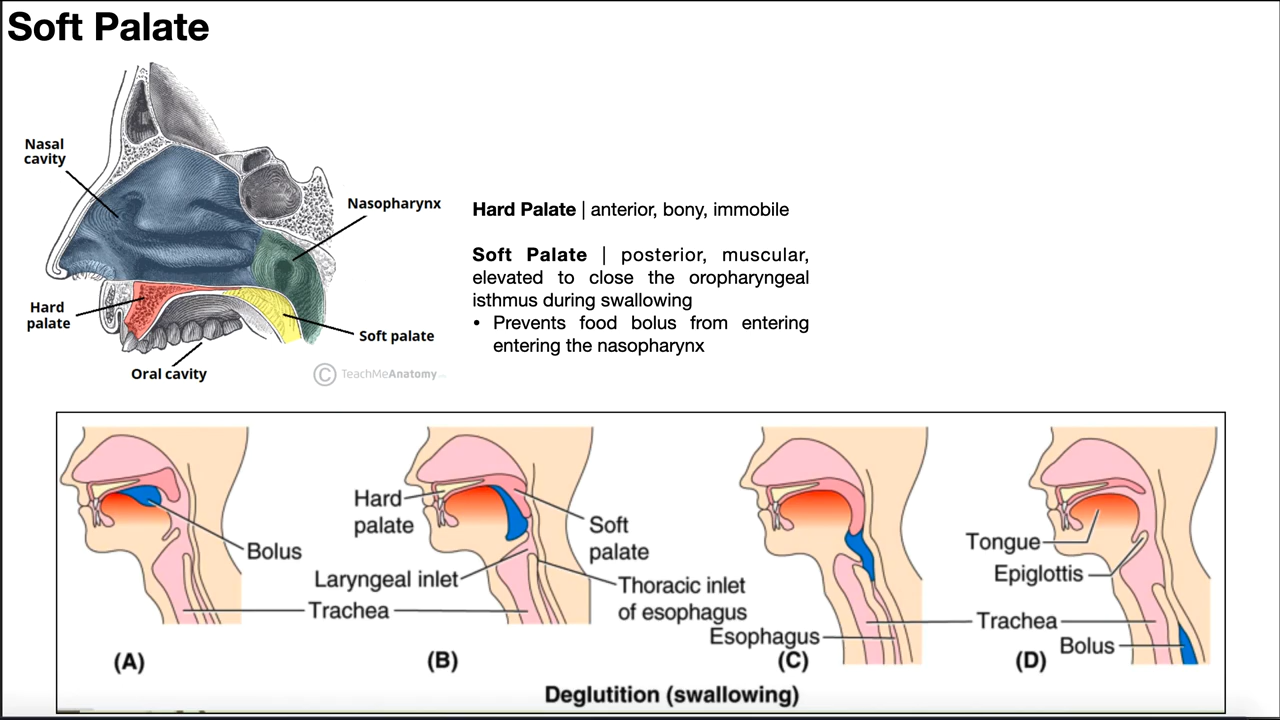 Soft Palate
Nasal
cavity
Nasopharynx
Hard
palate
Soft palate
Oral cavity
© TeachMeAnatomy
Hard Palate | anterior, bony, immobile
Soft Palate | posterior, muscular,
elevated to close the oropharyngeal
isthmus during swallowing
• Prevents food bolus from entering
entering the nasopharynx
Bolus
Trachea
(A)
Hard
palate
Soft
palate
Laryngeal inlet
Thoracic inlet
of esophagus
(B)
Esophagus
(C)
Tongue
Epiglottis
Trachea
Bolus
(D)
Deglutition (swallowing)